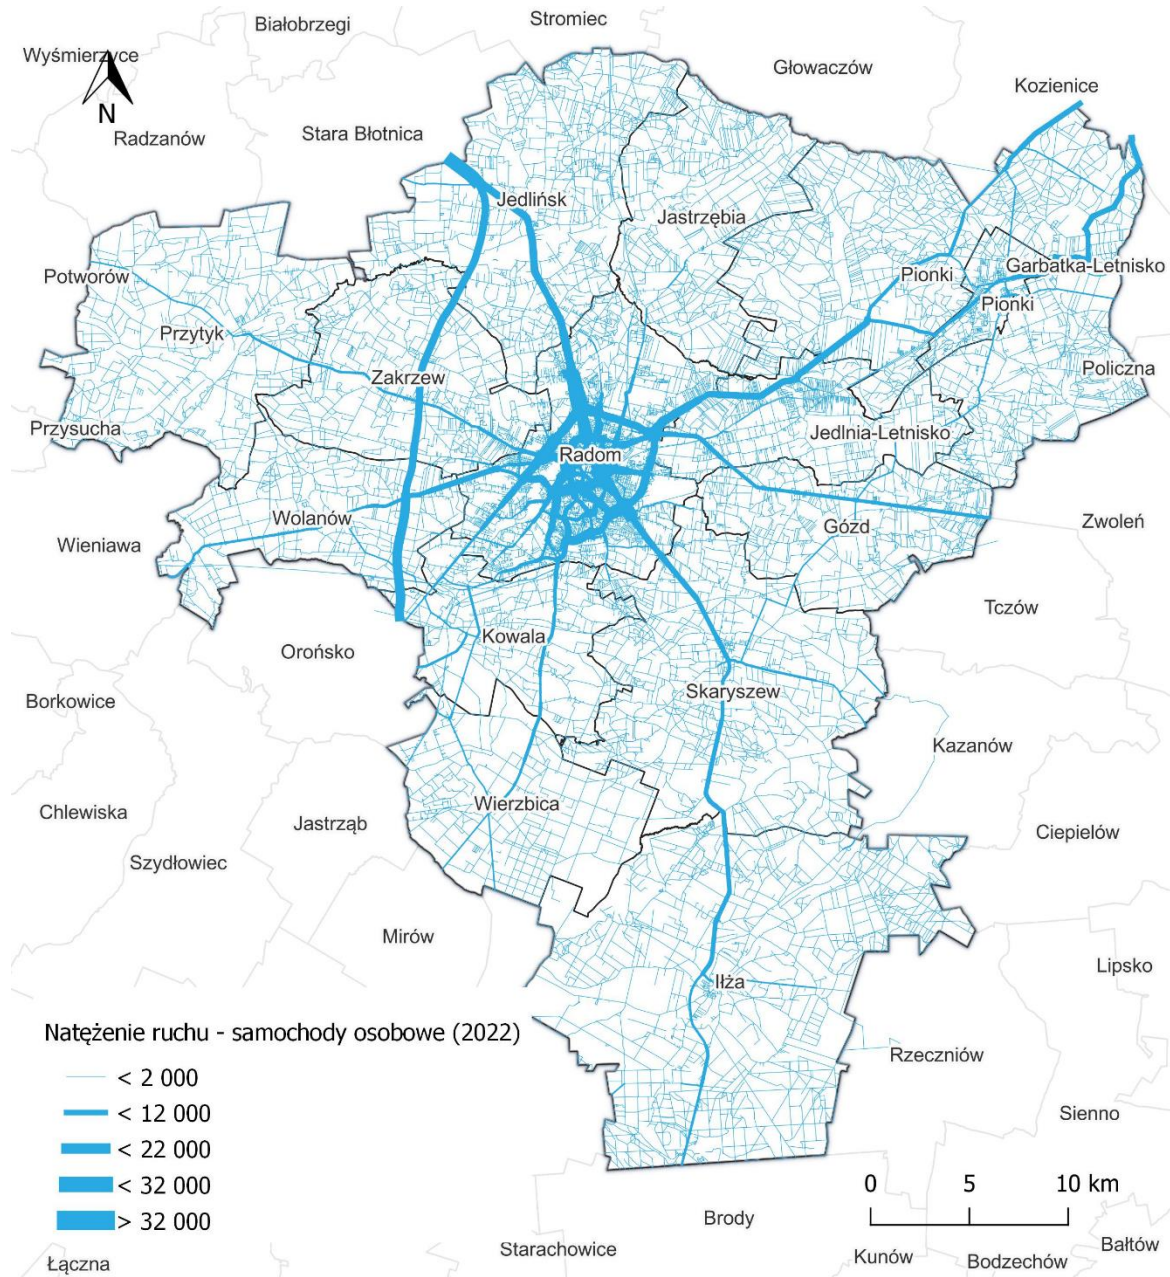 Stromiec
Białobrzegi
Wyśmierzyce
Głowaczów
Kozienice
N
Radzanów
Stara Błotnica
Jedlińsk
Jastrzębia
Potworów
Pionki
Garbatka-Letnisko
Pionki
Przytyk
Zakrzew
Policzna
Przysucha
Jedlnia-Letnisko
Radom
Wolanów
Gózd
Zwoleń
Wieniawa
Tczów
Kowala
Orońsko
Skaryszew
Borkowice
Kazanów
Wierzbica
Chlewiska
Jastrząb
Ciepielów
Szydłowiec
Mirów
Lipsko
Iłża
Natężenie ruchu - samochody osobowe (2022)
< 2 000
< 12 000
< 22 000
< 32 000
> 32 000
Rzeczniów
Sienno
0 5 10 km
Brody
Starachowice
Łączna
Kunów
Bodzechów
Bałtów